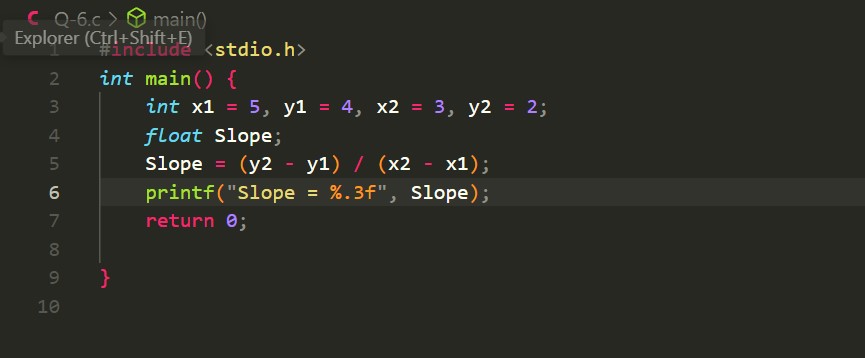 C Q-6.c > main()
Explorer (Ctrl+Shift+E)
1 #include <stdio.h>
2 int main() {
3 int x1 = 5, y1 = 4, x2 = 3, y2 = 2;
4 float Slope;
5 Slope = (y2 - y1) / (x2 - x1);
6 printf("Slope = %.3f", Slope);
7 return 0;
8
9 }
10